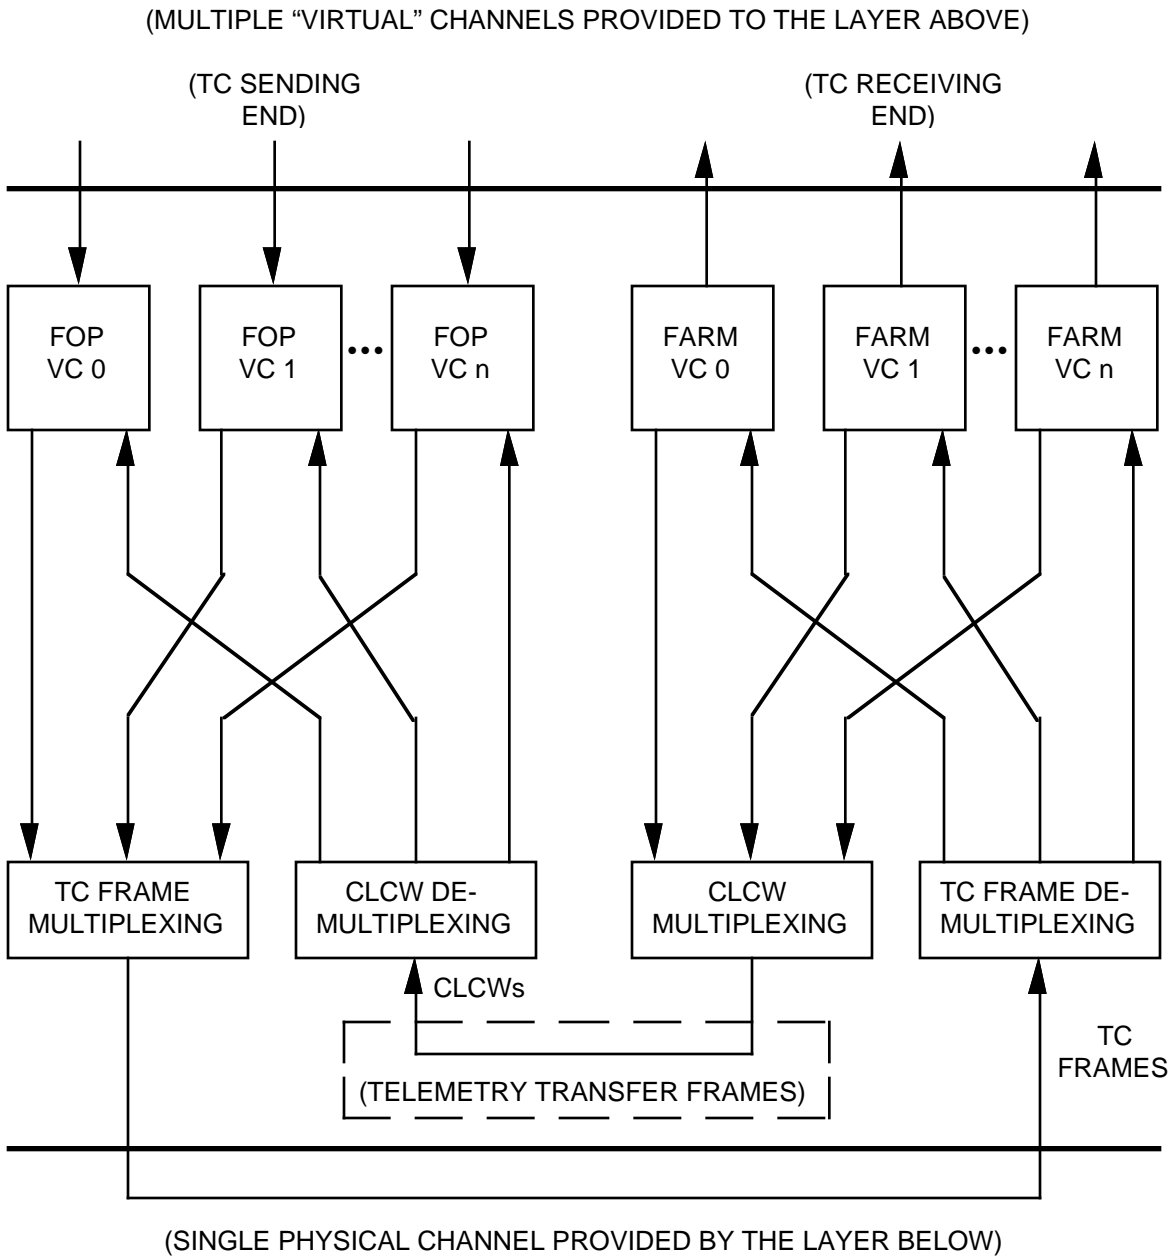 (MULTIPLE “VIRTUAL” CHANNELS PROVIDED TO THE LAYER ABOVE)
(TC SENDING
END)
(TC RECEIVING
END)
FOP
VC 0
FOP
VC 1
•••
FOP
VC n
FARM
VC 0
FARM
VC 1
•••
FARM
VC n
TC FRAME
MULTIPLEXING
CLCW DE-
MULTIPLEXING
CLCW
MULTIPLEXING
TC FRAME DE-
MULTIPLEXING
CLCWs
TC
FRAMES
(TELEMETRY TRANSFER FRAMES)
(SINGLE PHYSICAL CHANNEL PROVIDED BY THE LAYER BELOW)